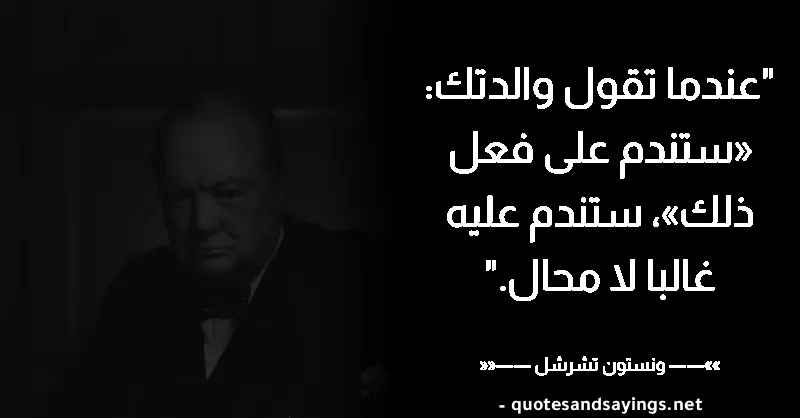 "عندما تقول والدتك:
«ستندم على فعل
ذلك»، ستندم عليه
غالبا لا محال."
»»—— ونستون تشرشل ——««
- quotesandsayings.net